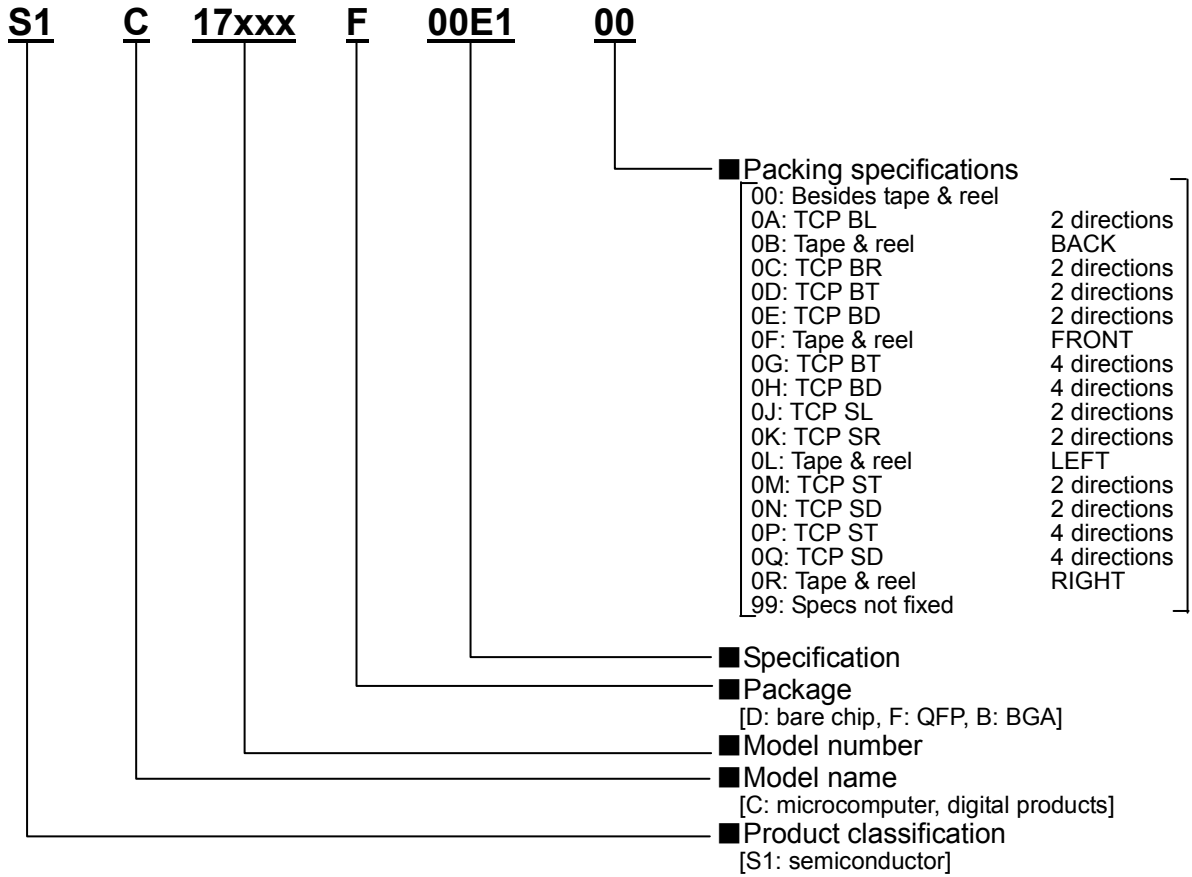 S1 C 17xxx F 00E1 00
■Packing specifications
00: Besides tape & reel
0A: TCP BL 2 directions
0B: Tape & reel BACK
0C: TCP BR 2 directions
0D: TCP BT 2 directions
0E: TCP BD 2 directions
0F: Tape & reel FRONT
0G: TCP BT 4 directions
0H: TCP BD 4 directions
0J: TCP SL 2 directions
0K: TCP SR 2 directions
0L: Tape & reel LEFT
0M: TCP ST 2 directions
0N: TCP SD 2 directions
0P: TCP ST 4 directions
0Q: TCP SD 4 directions
0R: Tape & reel RIGHT
99: Specs not fixed
■Specification
■Package
[D: bare chip, F: QFP, B: BGA]
■Model number
■Model name
[C: microcomputer, digital products]
■Product classification
[S1: semiconductor]